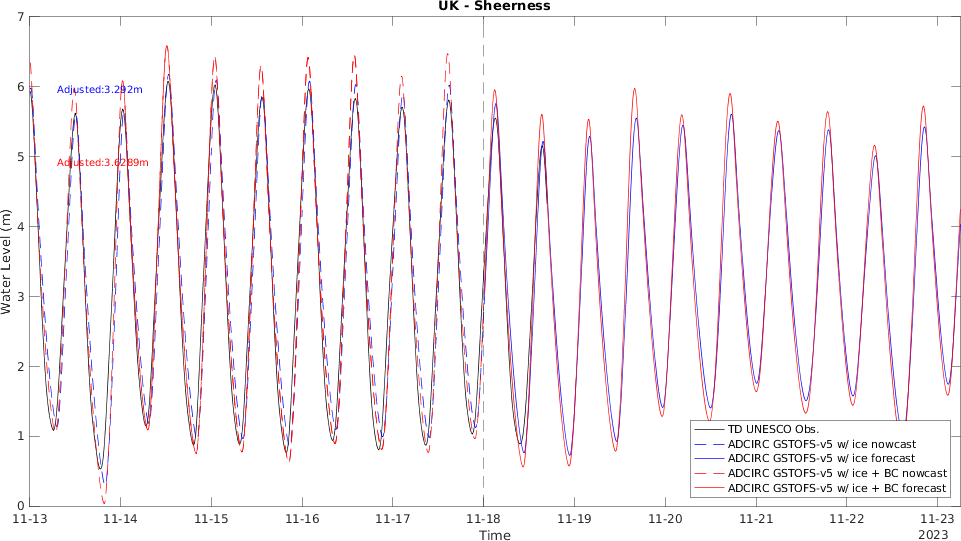 UK - Sheerness
7
6
5
4
3
2
1
0
Water Level (m)
Adjusted:3.292m
Adjusted:3.6289m
TD UNESCO Obs.
ADCIRC GSTOFS-v5 w/ ice nowcast
ADCIRC GSTOFS-v5 w/ ice forecast
ADCIRC GSTOFS-v5 w/ ice + BC nowcast
ADCIRC GSTOFS-v5 w/ ice + BC forecast
11-13 11-14 11-15 11-16 11-17 11-18 11-19 11-20 11-21 11-22 11-23
Time
2023